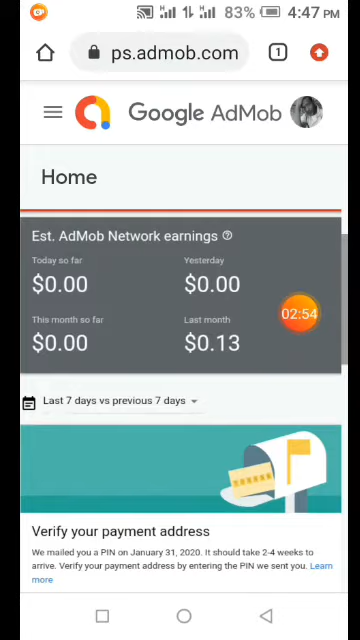 83% 4:47 PM
ps.admob.com 1
Google AdMob
Home
Est. AdMob Network earnings
Today so far Yesterday
$0.00 $0.00
02:54
This month so far Last month
$0.00 $0.13
Last 7 days vs previous 7 days
Verify your payment address
We mailed you a PIN on January 31, 2020. It should take 2-4 weeks to
arrive. Verify your payment address by entering the PIN we sent you. Learn
more